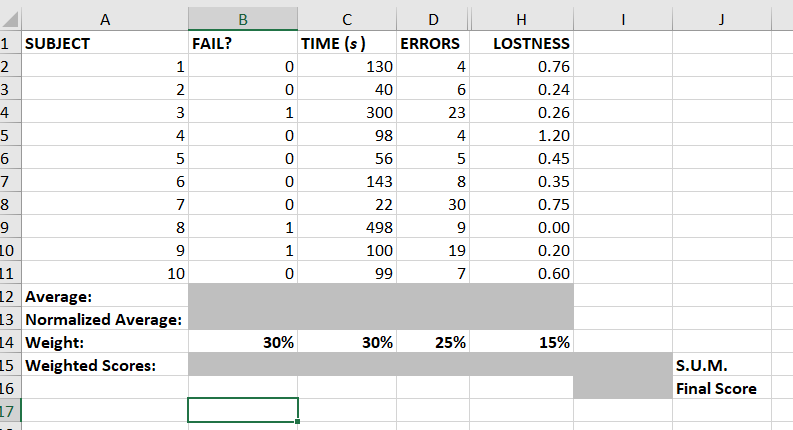 A B C D H I J
1 SUBJECT FAIL? TIME (s) ERRORS LOSTNESS
2 1 0 130 4 0.76
3 2 0 40 6 0.24
4 3 1 300 23 0.26
5 4 0 98 4 1.20
6 5 0 56 5 0.45
7 6 0 143 8 0.35
8 7 0 22 30 0.75
9 8 1 498 9 0.00
10 9 1 100 19 0.20
11 10 0 99 7 0.60
12 Average:
13 Normalized Average:
14 Weight: 30% 30% 25% 15%
15 Weighted Scores: S.U.M.
16 Final Score
17